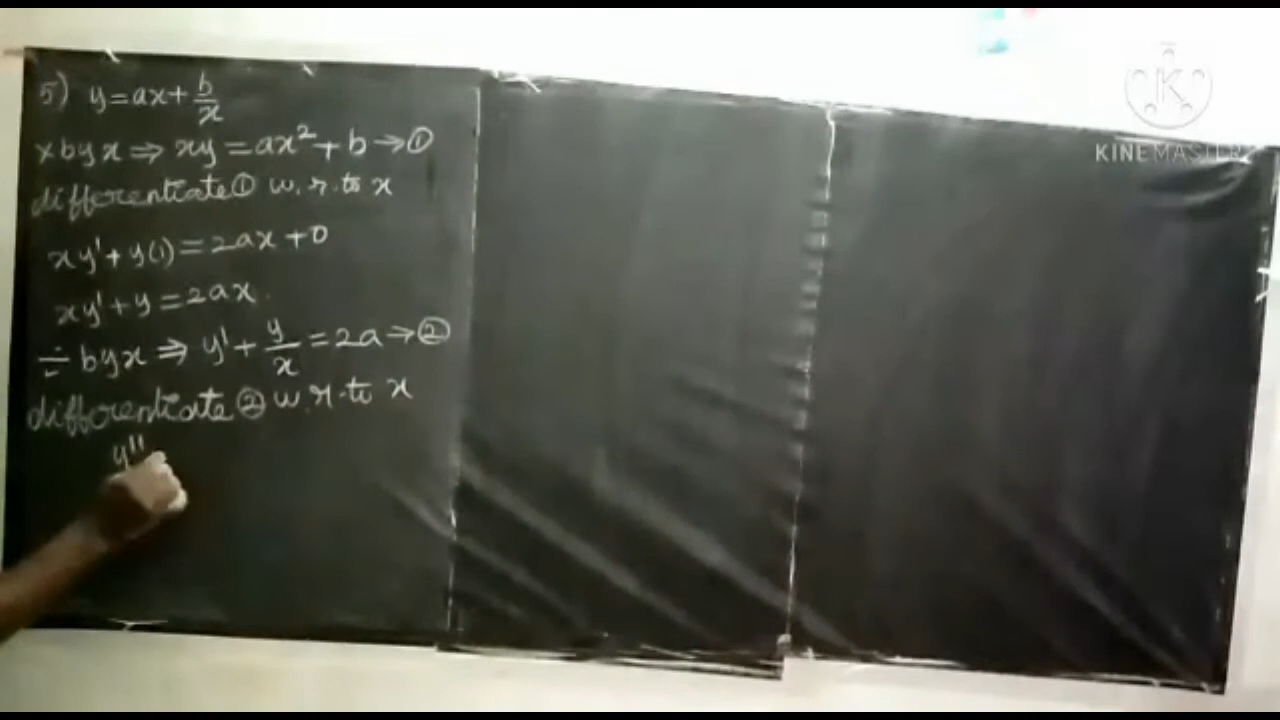 5) y = ax + b/x
× by x ⇒ xy = ax² + b → ①
differentiate ① w.r.to x
xy' + y(1) = 2ax + 0
xy' + y = 2ax.
÷ by x ⇒ y' + y/x = 2a → ②
differentiate ② w.r.to x
y''
K
KINEMASTER